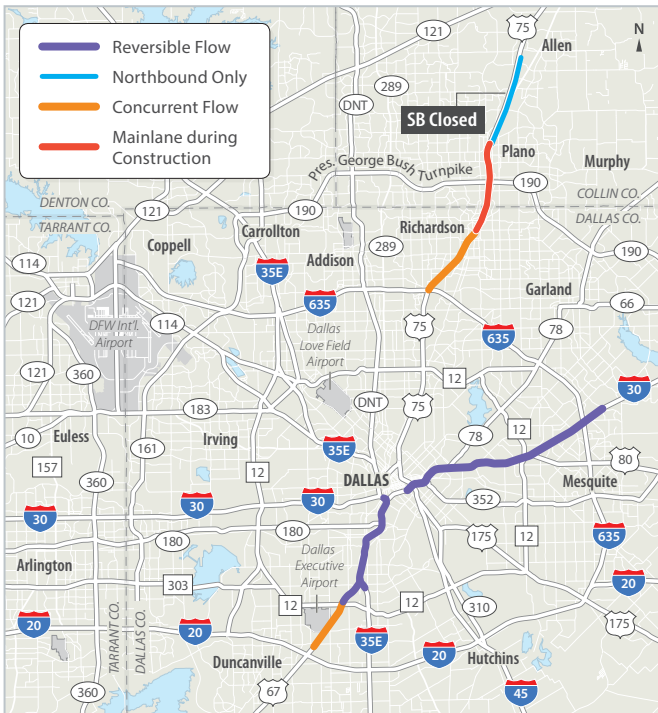 Reversible Flow
Northbound Only
Concurrent Flow
Mainlane during
Construction
75
Allen
N
121
289
DNT
SB Closed
Plano
Pres. George Bush Turnpike
Murphy
190
DENTON CO.
TARRANT CO.
COLLIN CO.
DALLAS CO.
121
190
Richardson
Carrollton
Coppell
Addison
289
190
114
35E
Garland
121
635
66
DFW Int'l.
Airport
114
Dallas
Love Field
Airport
75
635
78
121
360
12
30
183
DNT
75
10
Euless
161
Irving
35E
78
12
157
12
80
360
DALLAS
Mesquite
30
30
30
352
180
180
175
12
635
Arlington
Dallas
Executive
Airport
303
20
12
12
310
175
20
20
TARRANT CO.
DALLAS CO.
35E
20
Hutchins
Duncanville
360
67
45